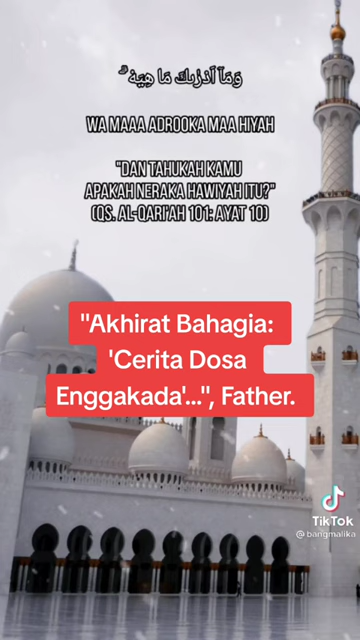 وَمَآ اَدْرٰىكَ مَا هِيَهْۗ
WA MAAA ADROOKA MAA HIYAH
"DAN TAHUKAH KAMU
APAKAH NERAKA HAWIYAH ITU?"
(QS. AL-QARI'AH 101: AYAT 10)
"Akhirat Bahagia:
'Cerita Dosa
Enggakada'...", Father.
TikTok
@bangmalika